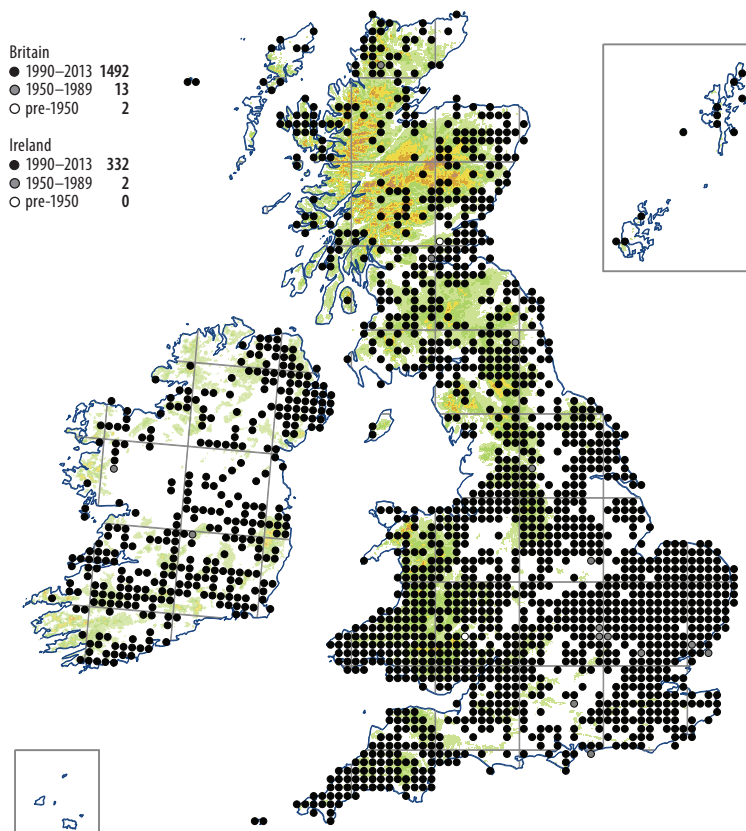 Britain
1990–2013 1492
1950–1989 13
pre-1950 2
Ireland
1990–2013 332
1950–1989 2
pre-1950 0